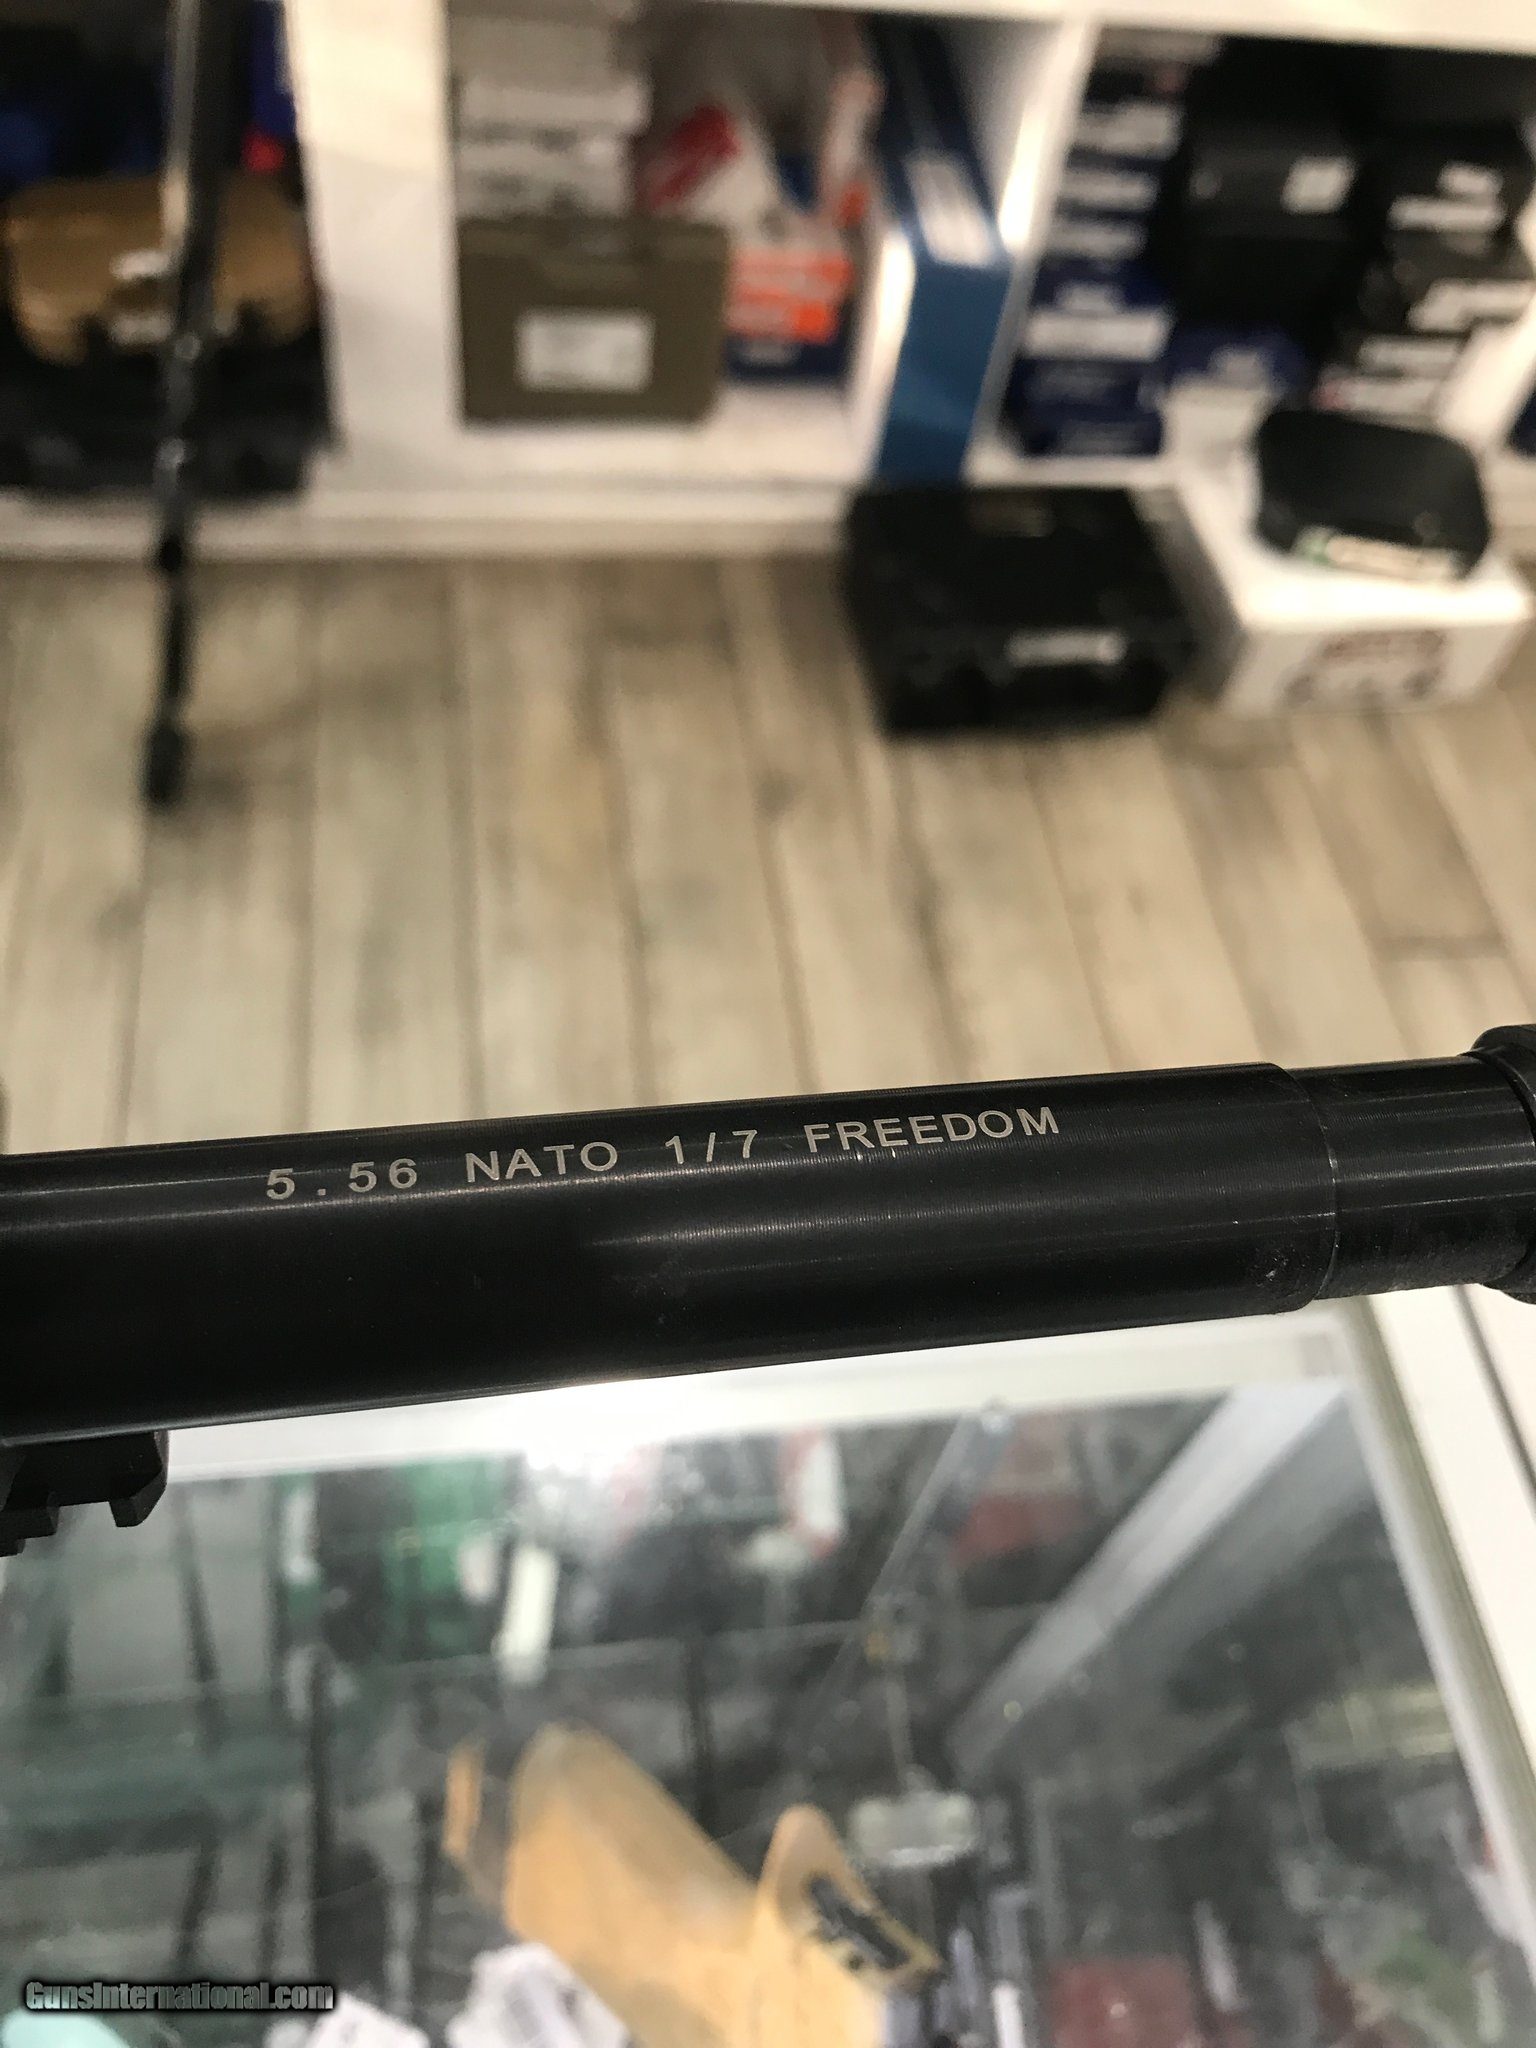 5.56 NATO 1/7 FREEDOM
GunsInternational.com